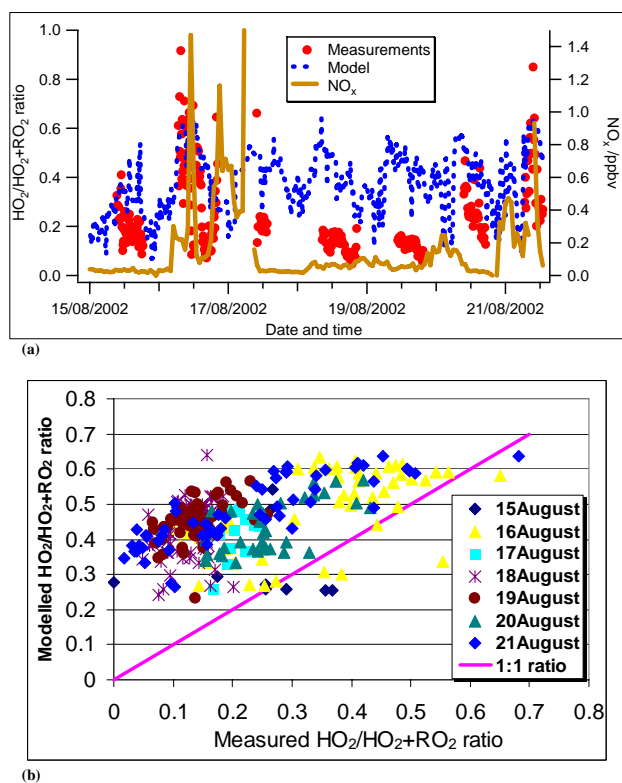 Measurements
Model
NOx
HO2/HO2+RO2 ratio
1.0
0.8
0.6
0.4
0.2
0.0
NOx /ppbv
1.4
1.2
1.0
0.8
0.6
0.4
0.2
0.0
15/08/2002
17/08/2002
19/08/2002
21/08/2002
Date and time
(a)
Modelled HO2/HO2+RO2 ratio
0.8
0.7
0.6
0.5
0.4
0.3
0.2
0.1
0
15August
16August
17August
18August
19August
20August
21August
1:1 ratio
0
0.1
0.2
0.3
0.4
0.5
0.6
0.7
0.8
Measured HO2/HO2+RO2 ratio
(b)